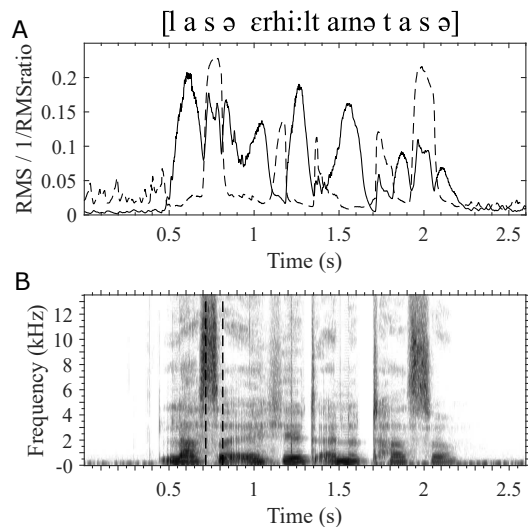 [l a s ə ɛrhi:lt aɪnə t a s ə]
A
RMS / 1/RMSratio
0.2
0.15
0.1
0.05
0
0.5 1 1.5 2 2.5
Time (s)
B
Frequency (kHz)
12
10
8
6
4
2
-0
0.5 1 1.5 2 2.5
Time (s)